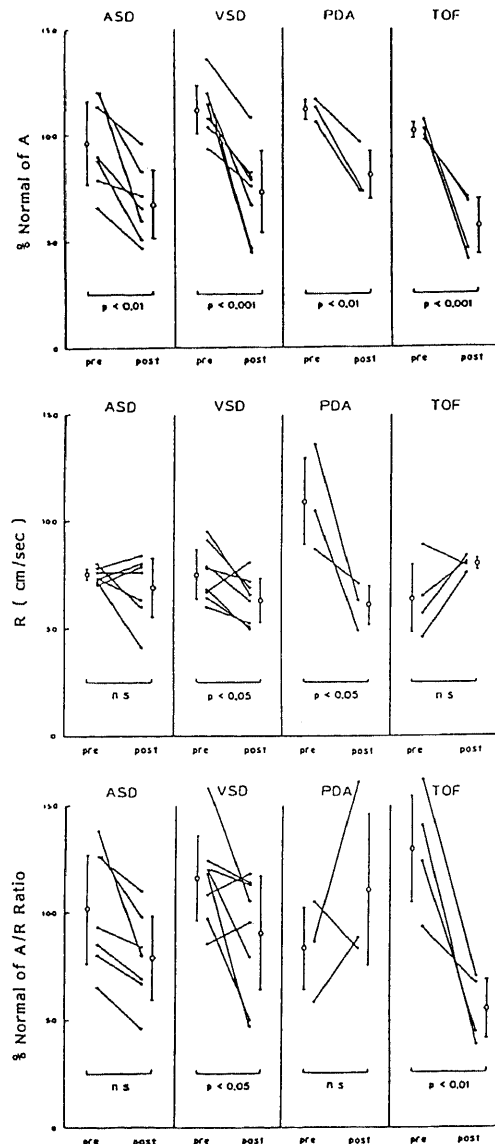 ASD VSD PDA TOF
150
100
50
0
% Normal of A
p < 0.01 p < 0.001 p < 0.01 p < 0.001
pre post pre post pre post pre post
ASD VSD PDA TOF
150
100
50
0
R ( cm/sec )
n s p < 0.05 p < 0.05 n s
pre post pre post pre post pre post
ASD VSD PDA TOF
150
100
50
0
% Normal of A/R Ratio
n s p < 0.05 n s p < 0.01
pre post pre post pre post pre post